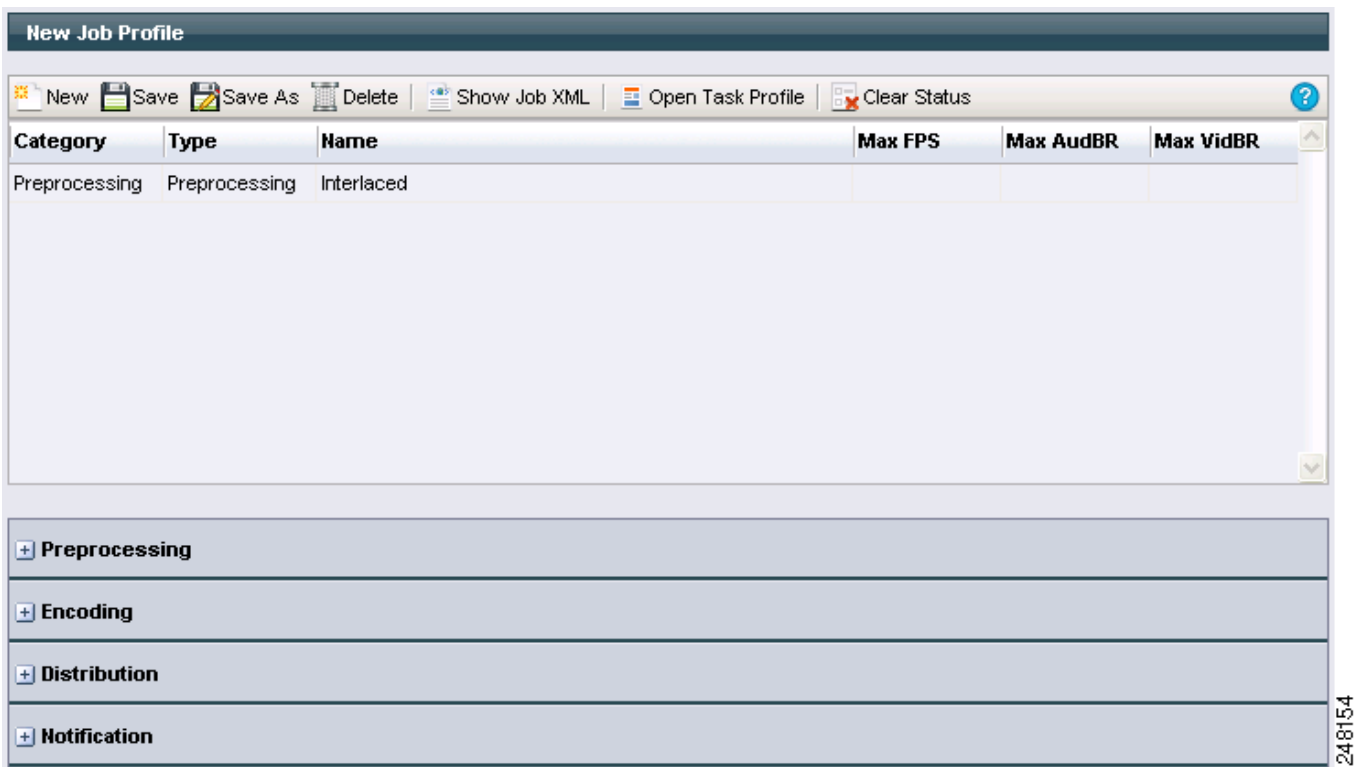 New Job Profile
New Save Save As Delete Show Job XML Open Task Profile Clear Status ?
Category Type Name Max FPS Max AudBR Max VidBR
Preprocessing Preprocessing Interlaced
Preprocessing
Encoding
Distribution
Notification
248154